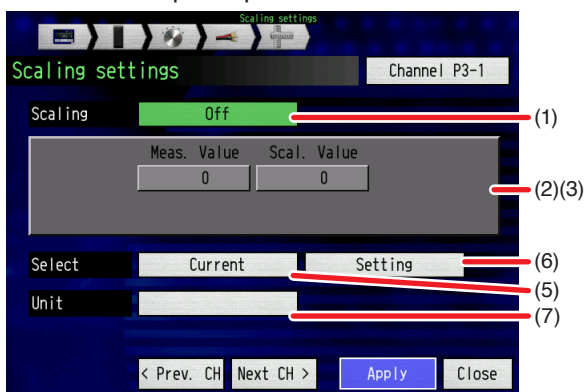 Scaling settings
Scaling settings
Channel P3-1
Scaling Off
(1)
Meas. Value Scal. Value
0 0
(2)(3)
Select Current Setting
(6)
(5)
Unit
(7)
< Prev. CH Next CH > Apply Close